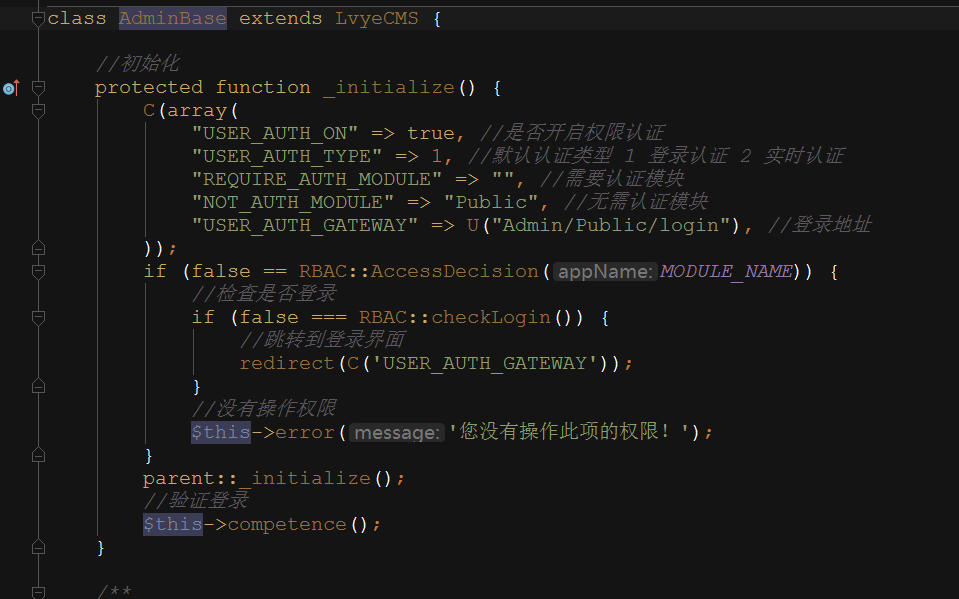 class AdminBase extends LvyeCMS {
//初始化
protected function _initialize() {
C(array(
"USER_AUTH_ON" => true, //是否开启权限认证
"USER_AUTH_TYPE" => 1, //默认认证类型 1 登录认证 2 实时认证
"REQUIRE_AUTH_MODULE" => "", //需要认证模块
"NOT_AUTH_MODULE" => "Public", //无需认证模块
"USER_AUTH_GATEWAY" => U("Admin/Public/login"), //登录地址
));
if (false == RBAC::AccessDecision( appName: MODULE_NAME)) {
//检查是否登录
if (false === RBAC::checkLogin()) {
//跳转到登录界面
redirect(C('USER_AUTH_GATEWAY'));
}
//没有操作权限
$this->error( message: '您没有操作此项的权限！');
}
parent::_initialize();
//验证登录
$this->competence();
}
/**